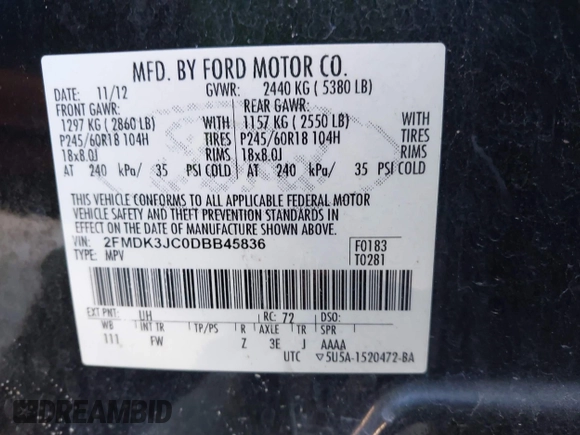 MFD. BY FORD MOTOR CO.
DATE: 11/12 GVWR: 2440 KG ( 5380 LB)
FRONT GAWR: REAR GAWR:
1297 KG ( 2860 LB) WITH 1157 KG ( 2550 LB) WITH
P245/60R18 104H TIRES P245/60R18 104H TIRES
18x8.0J RIMS 18x8.0J RIMS
AT 240 kPa/ 35 PSI COLD AT 240 kPa/ 35 PSI COLD
THIS VEHICLE CONFORMS TO ALL APPLICABLE FEDERAL MOTOR
VEHICLE SAFETY AND THEFT PREVENTION STANDARDS IN
EFFECT ON THE DATE OF MANUFACTURE SHOWN ABOVE.
VIN: 2FMDK3JC0DBB45836 F0183
TYPE: MPV T0281
EXT PNT: UH RC: 72 DSO:
WB INT TR TP/PS R AXLE TR SPR
111 FW Z 3E J AAAA
UTC ▽5U5A-1520472-BA
DREAMBID